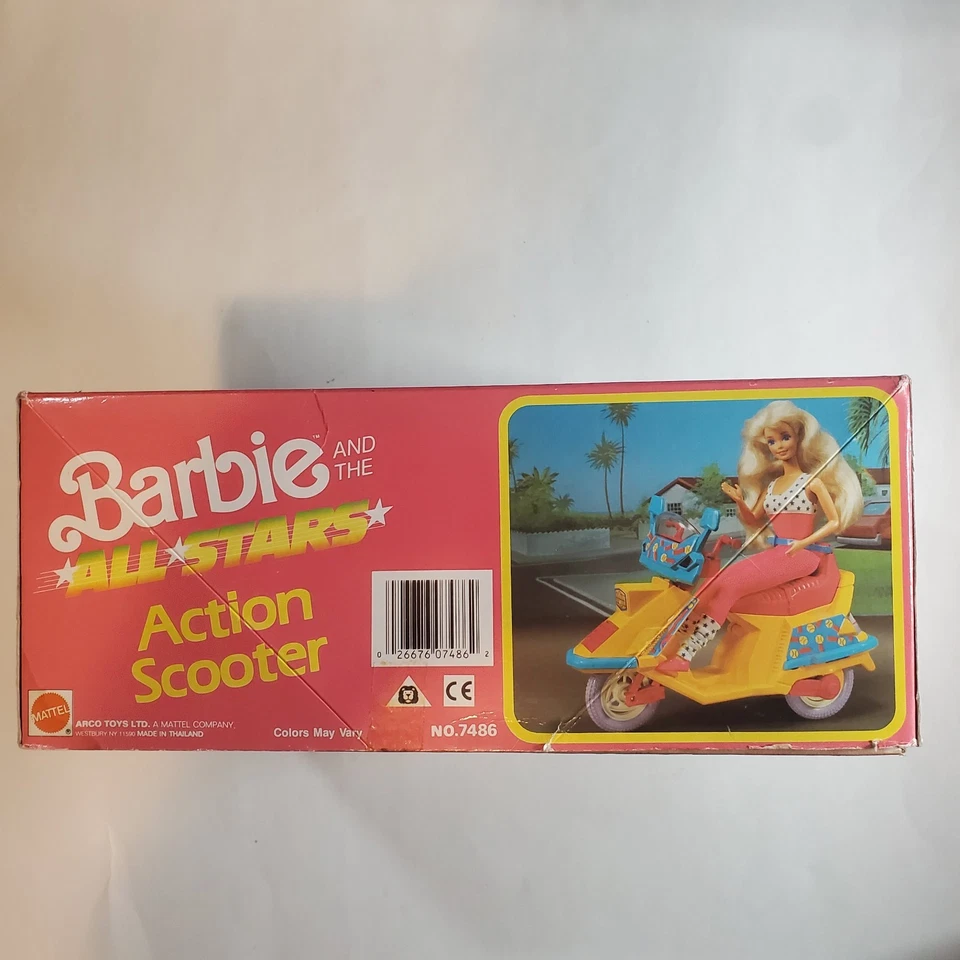 Barbie™ AND
THE
ALL STARS
Action
Scooter
0 26676 07486 2
CE
MATTEL
®
ARCO TOYS LTD. A MATTEL COMPANY.
WESTBURY NY 11590 MADE IN THAILAND
Colors May Vary
NO.7486